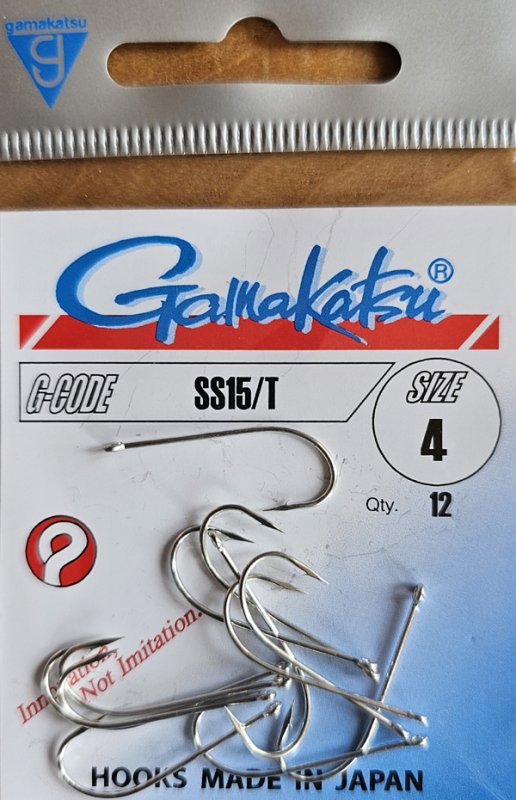 gamakatsu
g
Gamakatsu®
G-CODE SS15/T SIZE
4
Qty. 12
Innovation,
Not Imitation.
HOOKS MADE IN JAPAN